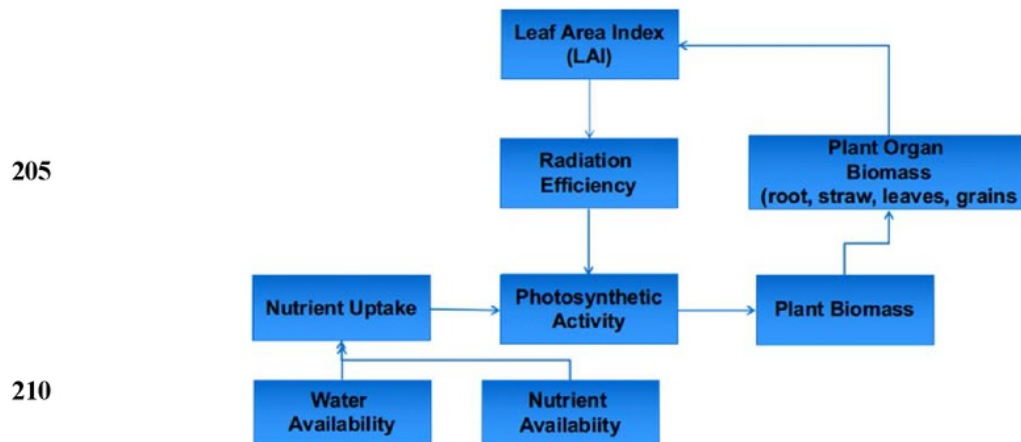 Leaf Area Index
(LAI)
205
Radiation
Efficiency
Plant Organ
Biomass
(root, straw, leaves, grains
Nutrient Uptake
Photosynthetic
Activity
Plant Biomass
210
Water
Availability
Nutrient
Availabiity